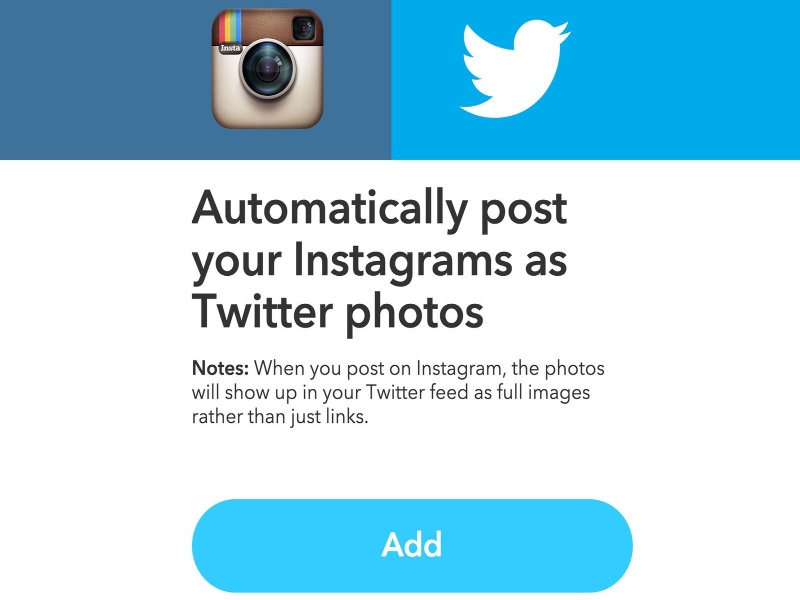 Insta
Automatically post
your Instagrams as
Twitter photos
Notes: When you post on Instagram, the photos
will show up in your Twitter feed as full images
rather than just links.
Add